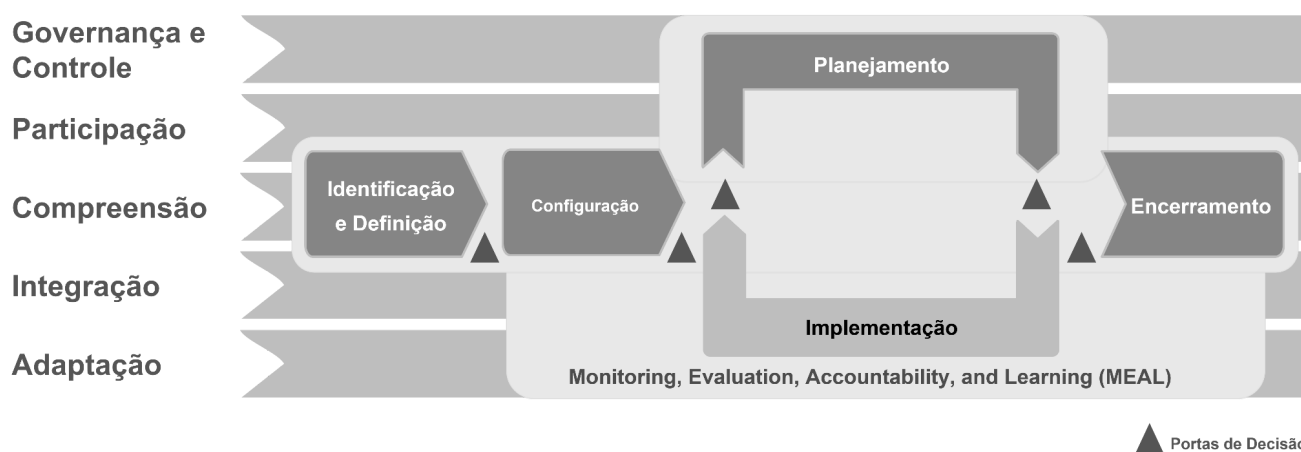 Governança e
Controle
Participação
Compreensão
Integração
Adaptação
Planejamento
Identificação
e Definição
Configuração
Encerramento
Implementação
Monitoring, Evaluation, Accountability, and Learning (MEAL)
Portas de Decisão